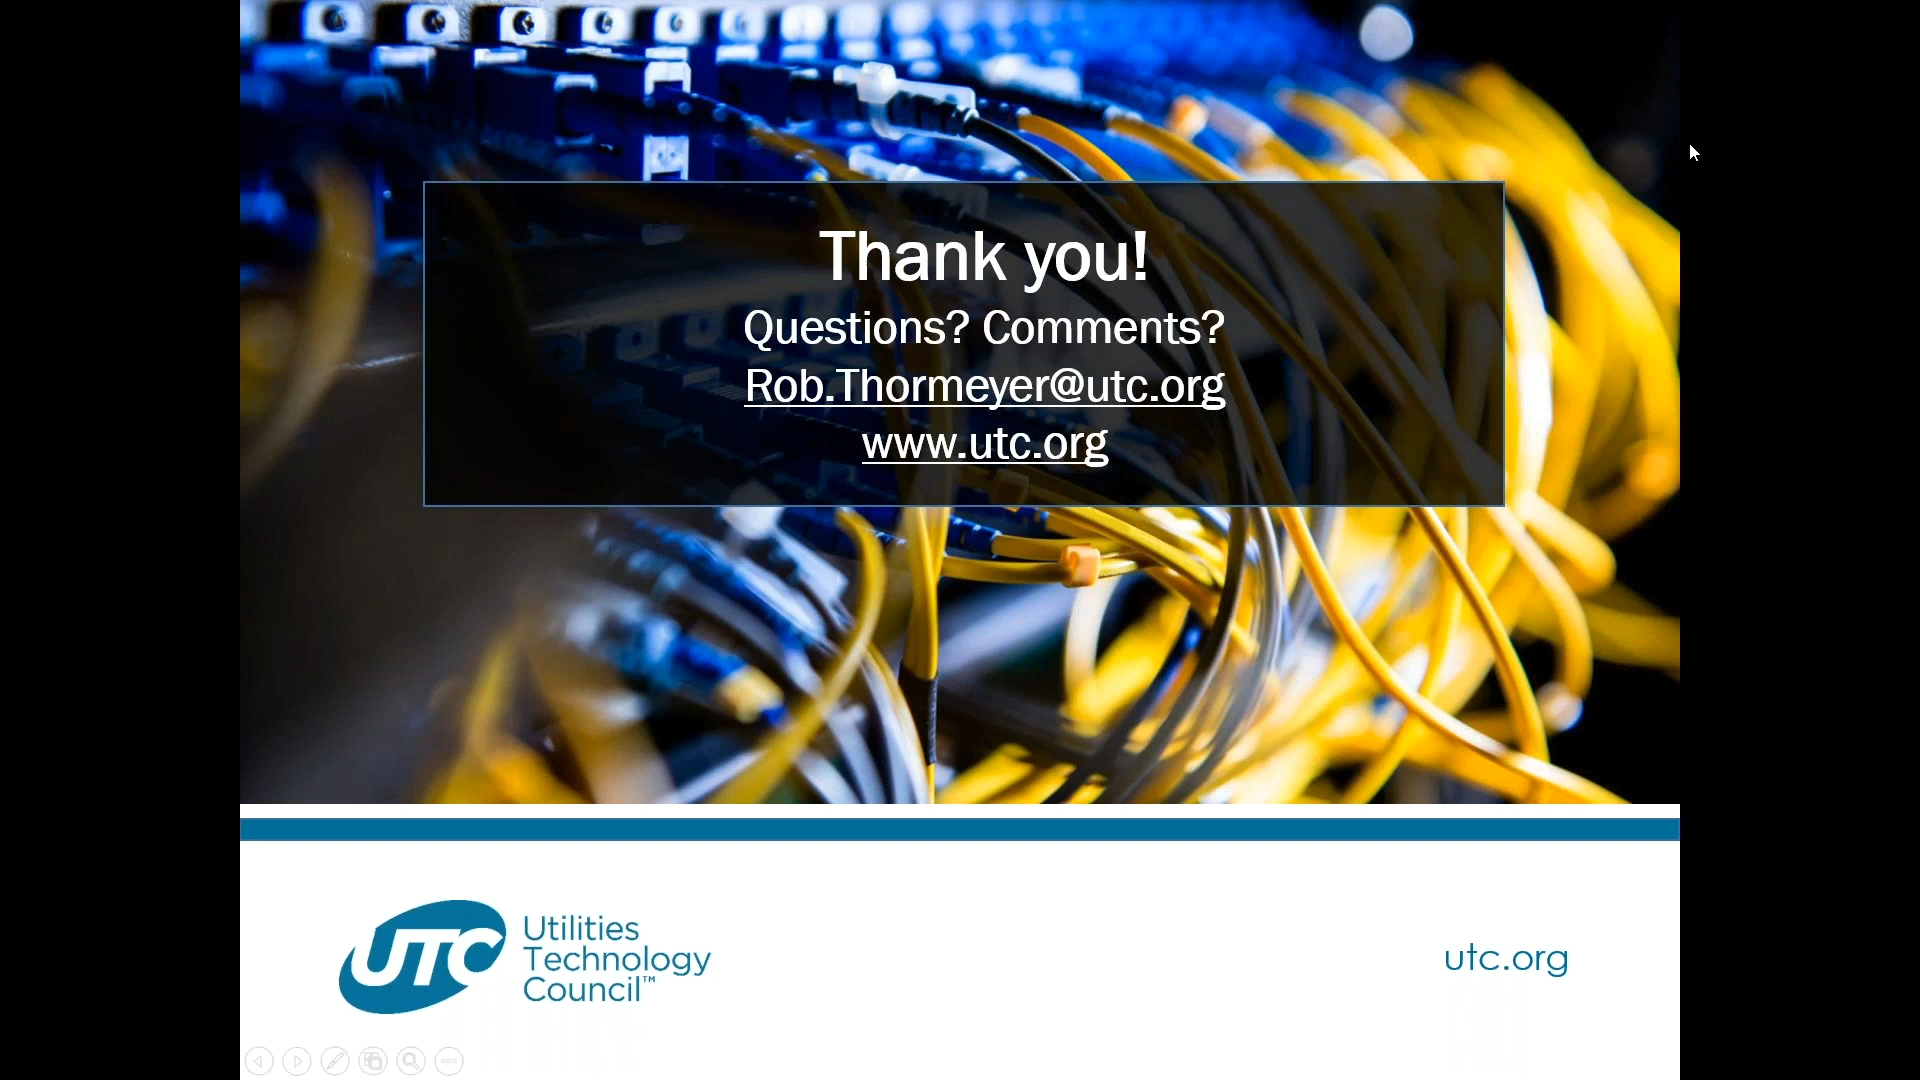 Thank you!
Questions? Comments?
Rob.Thormeyer@utc.org
www.utc.org
UTC
Utilities
Technology
Council™
utc.org